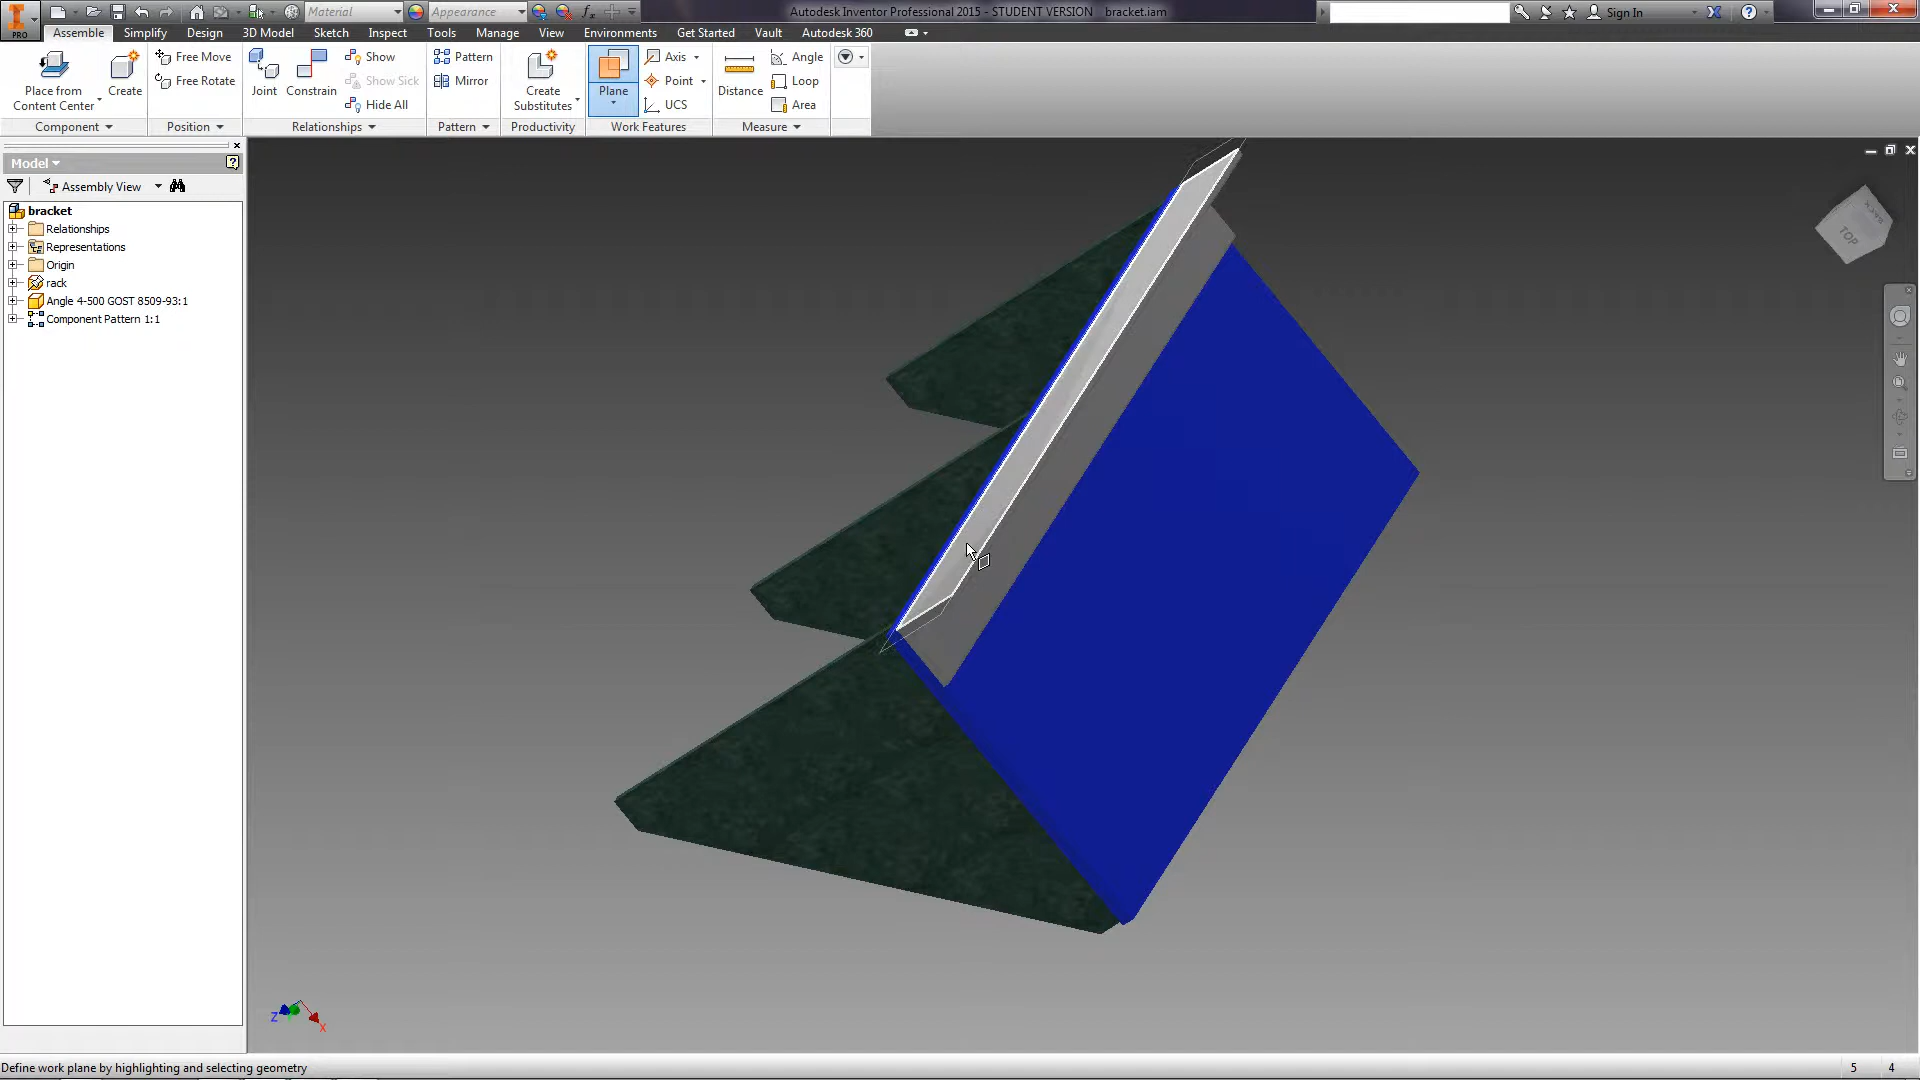 PRO
Material
Appearance
Autodesk Inventor Professional 2015 - STUDENT VERSION bracket.iam
Sign In
Assemble Simplify Design 3D Model Sketch Inspect Tools Manage View Environments Get Started Vault Autodesk 360
Place from
Content Center
Create
Free Move
Free Rotate
Joint
Constrain
Show
Show Sick
Hide All
Pattern
Mirror
Create
Substitutes
Plane
Axis
Point
UCS
Distance
Angle
Loop
Area
Component
Position
Relationships
Pattern
Productivity
Work Features
Measure
Model
Assembly View
bracket
Relationships
Representations
Origin
rack
Angle 4-500 GOST 8509-93:1
Component Pattern 1:1
TOP
Z
X
Define work plane by highlighting and selecting geometry
5 4